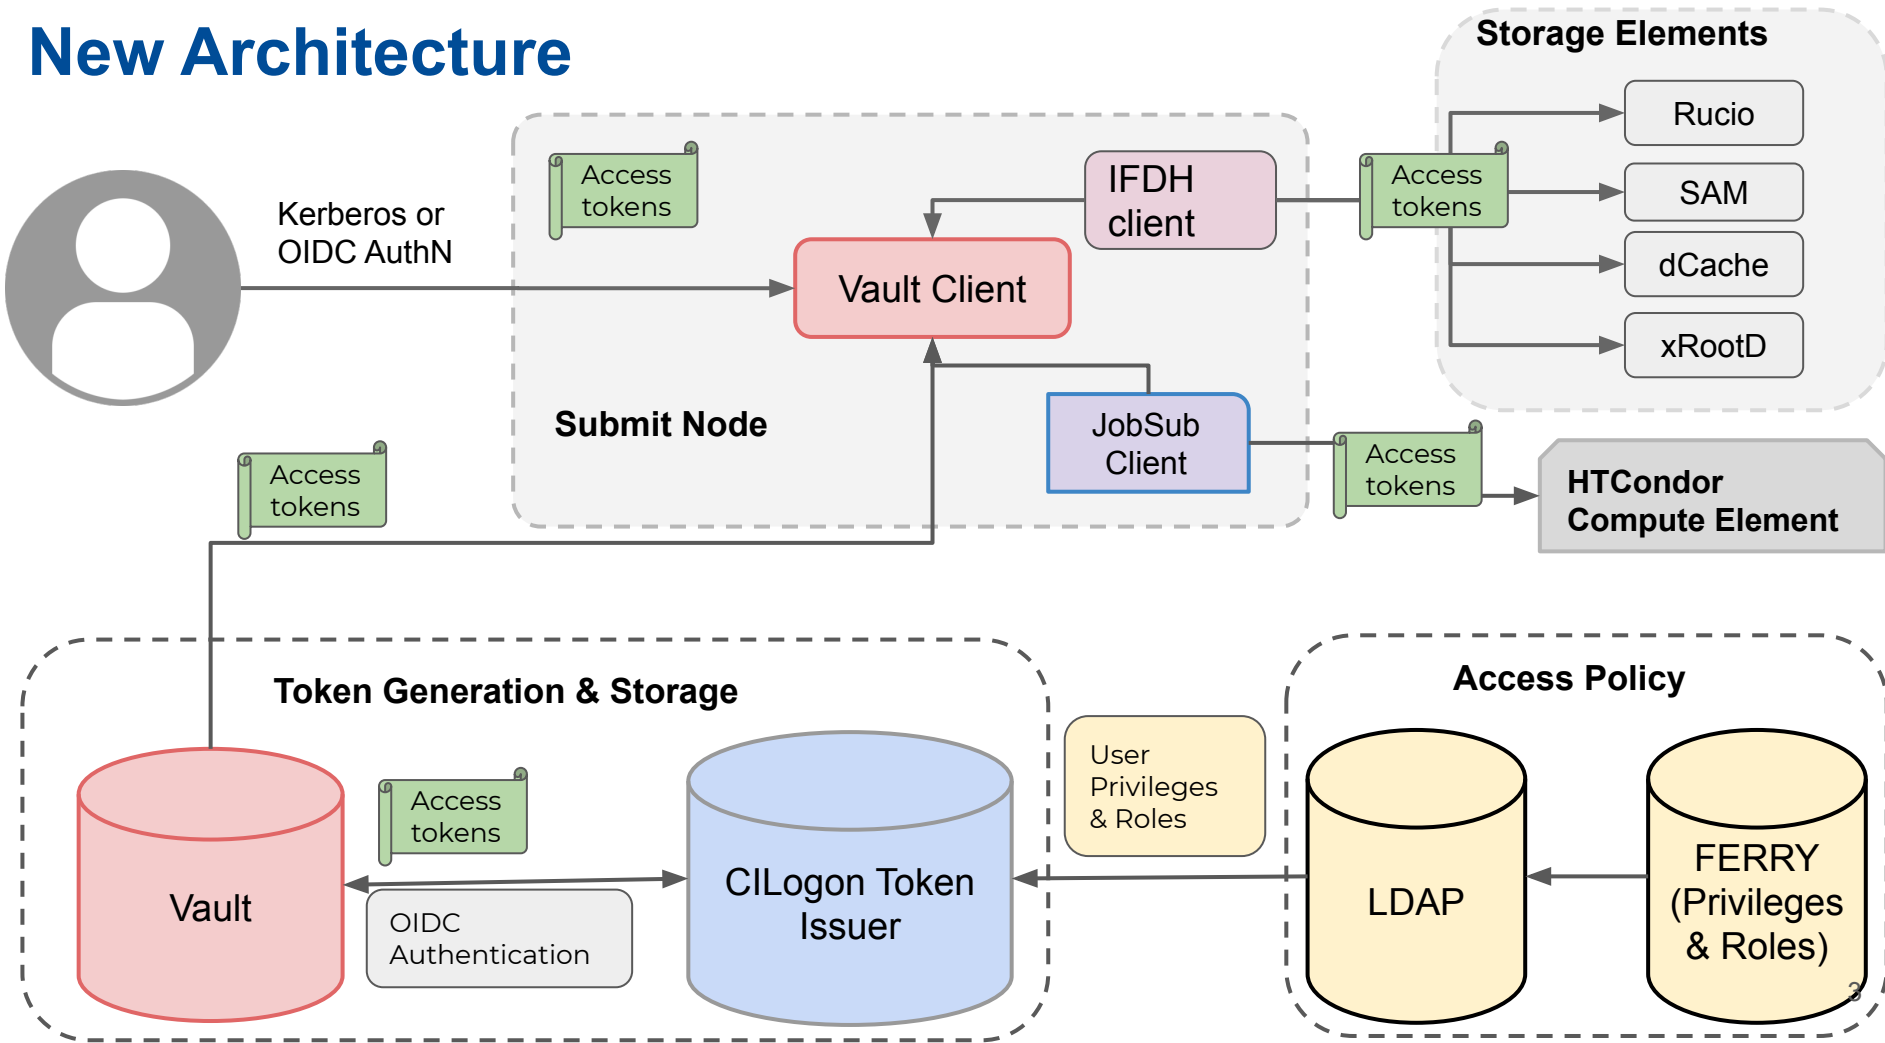 New Architecture
Storage Elements
Rucio
SAM
dCache
xRootD
Access
tokens
IFDH
client
Access
tokens
Kerberos or
OIDC AuthN
Vault Client
Submit Node
JobSub
Client
Access
tokens
HTCondor
Compute Element
Access
tokens
Token Generation & Storage
Access Policy
User
Privileges
& Roles
Access
tokens
Vault
OIDC
Authentication
CILogon Token
Issuer
LDAP
FERRY
(Privileges
& Roles)
3